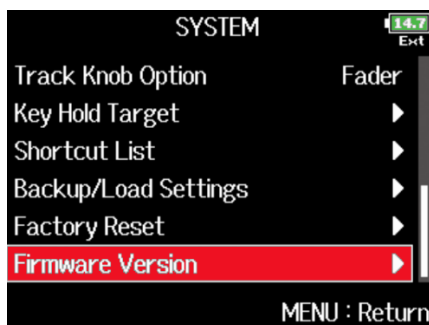 SYSTEM
14.7
Ext
Track Knob Option Fader
Key Hold Target
Shortcut List
Backup/Load Settings
Factory Reset
Firmware Version
MENU : Return